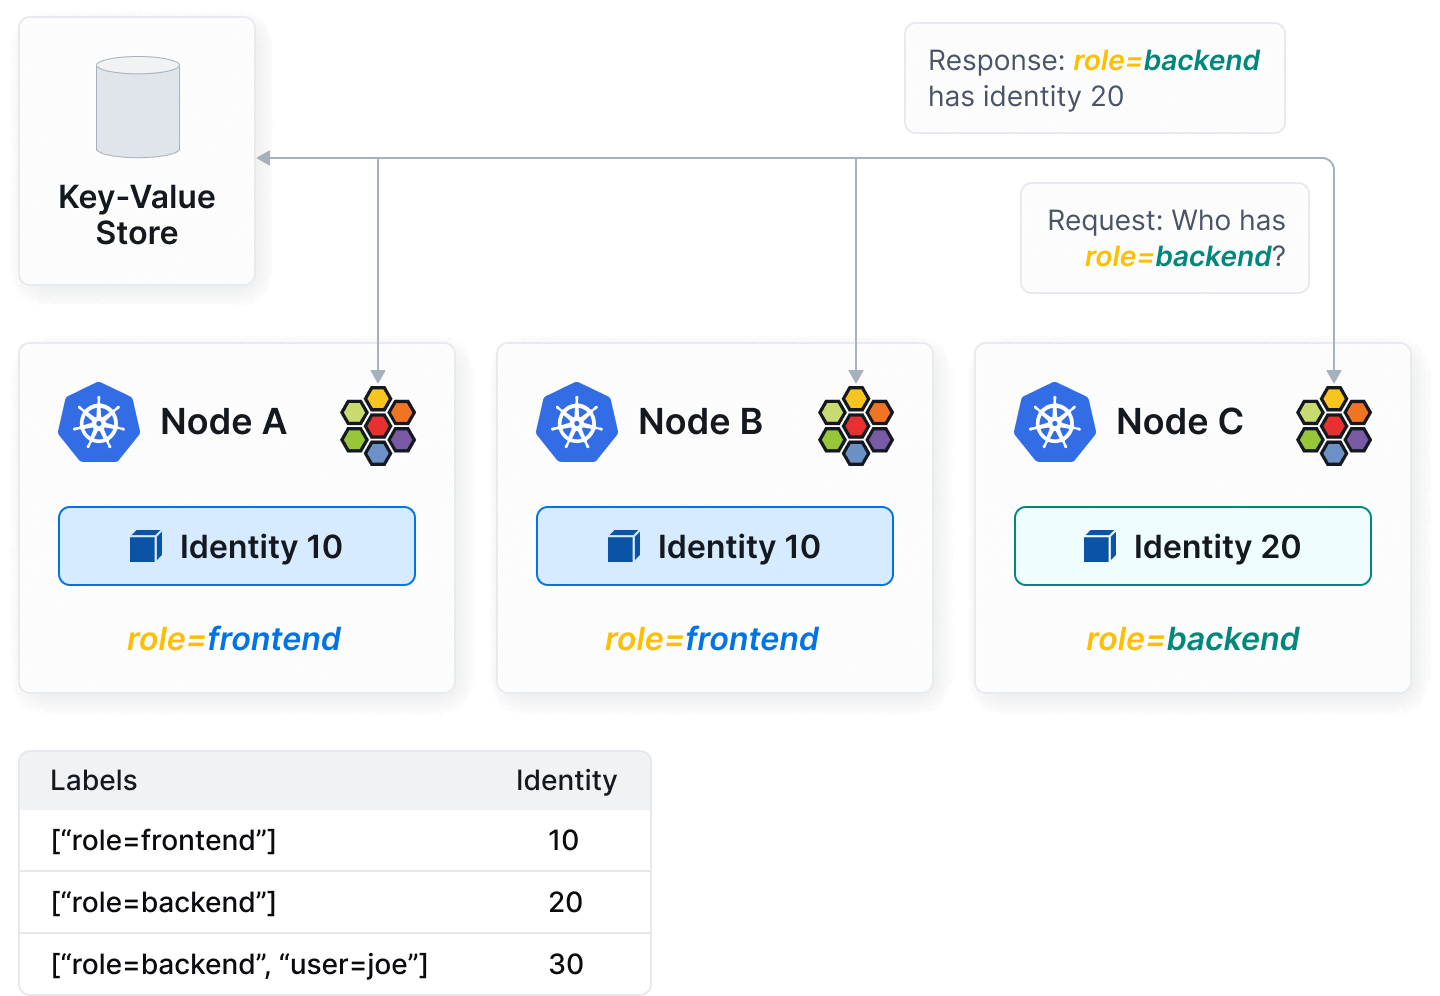 Key-Value
Store
Response: role=backend
has identity 20
Request: Who has
role=backend?
Node A
Identity 10
role=frontend
Node B
Identity 10
role=frontend
Node C
Identity 20
role=backend
Labels Identity
[“role=frontend”] 10
[“role=backend”] 20
[“role=backend”, “user=joe”] 30